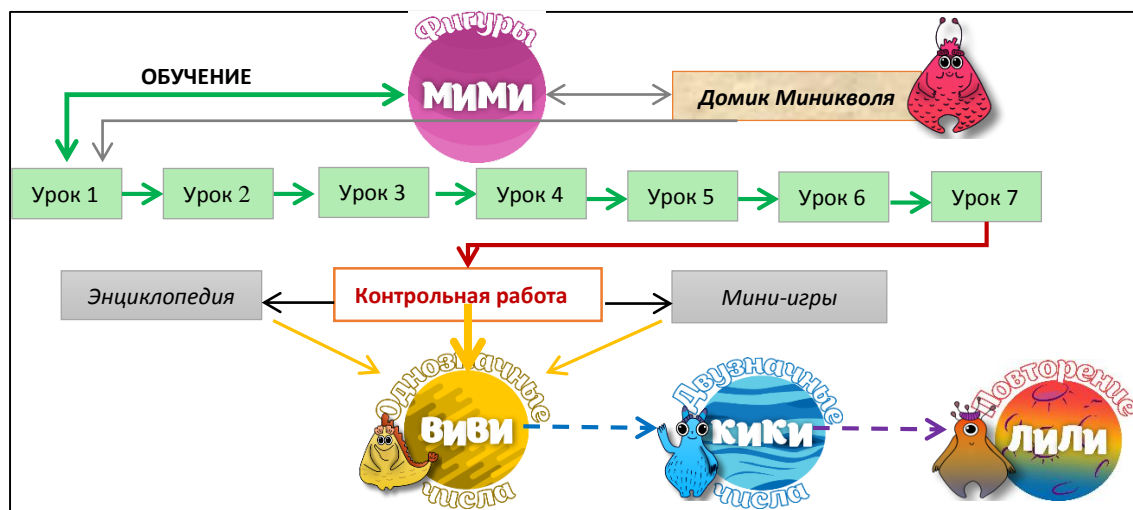 Фигуры
МИМИ
ОБУЧЕНИЕ
Домик Миникволя
Урок 1
Урок 2
Урок 3
Урок 4
Урок 5
Урок 6
Урок 7
Энциклопедия
Контрольная работа
Мини-игры
Однозначные
ВИВИ
числа
Двузначные
КИКИ
числа
Повторение
ЛИЛИ